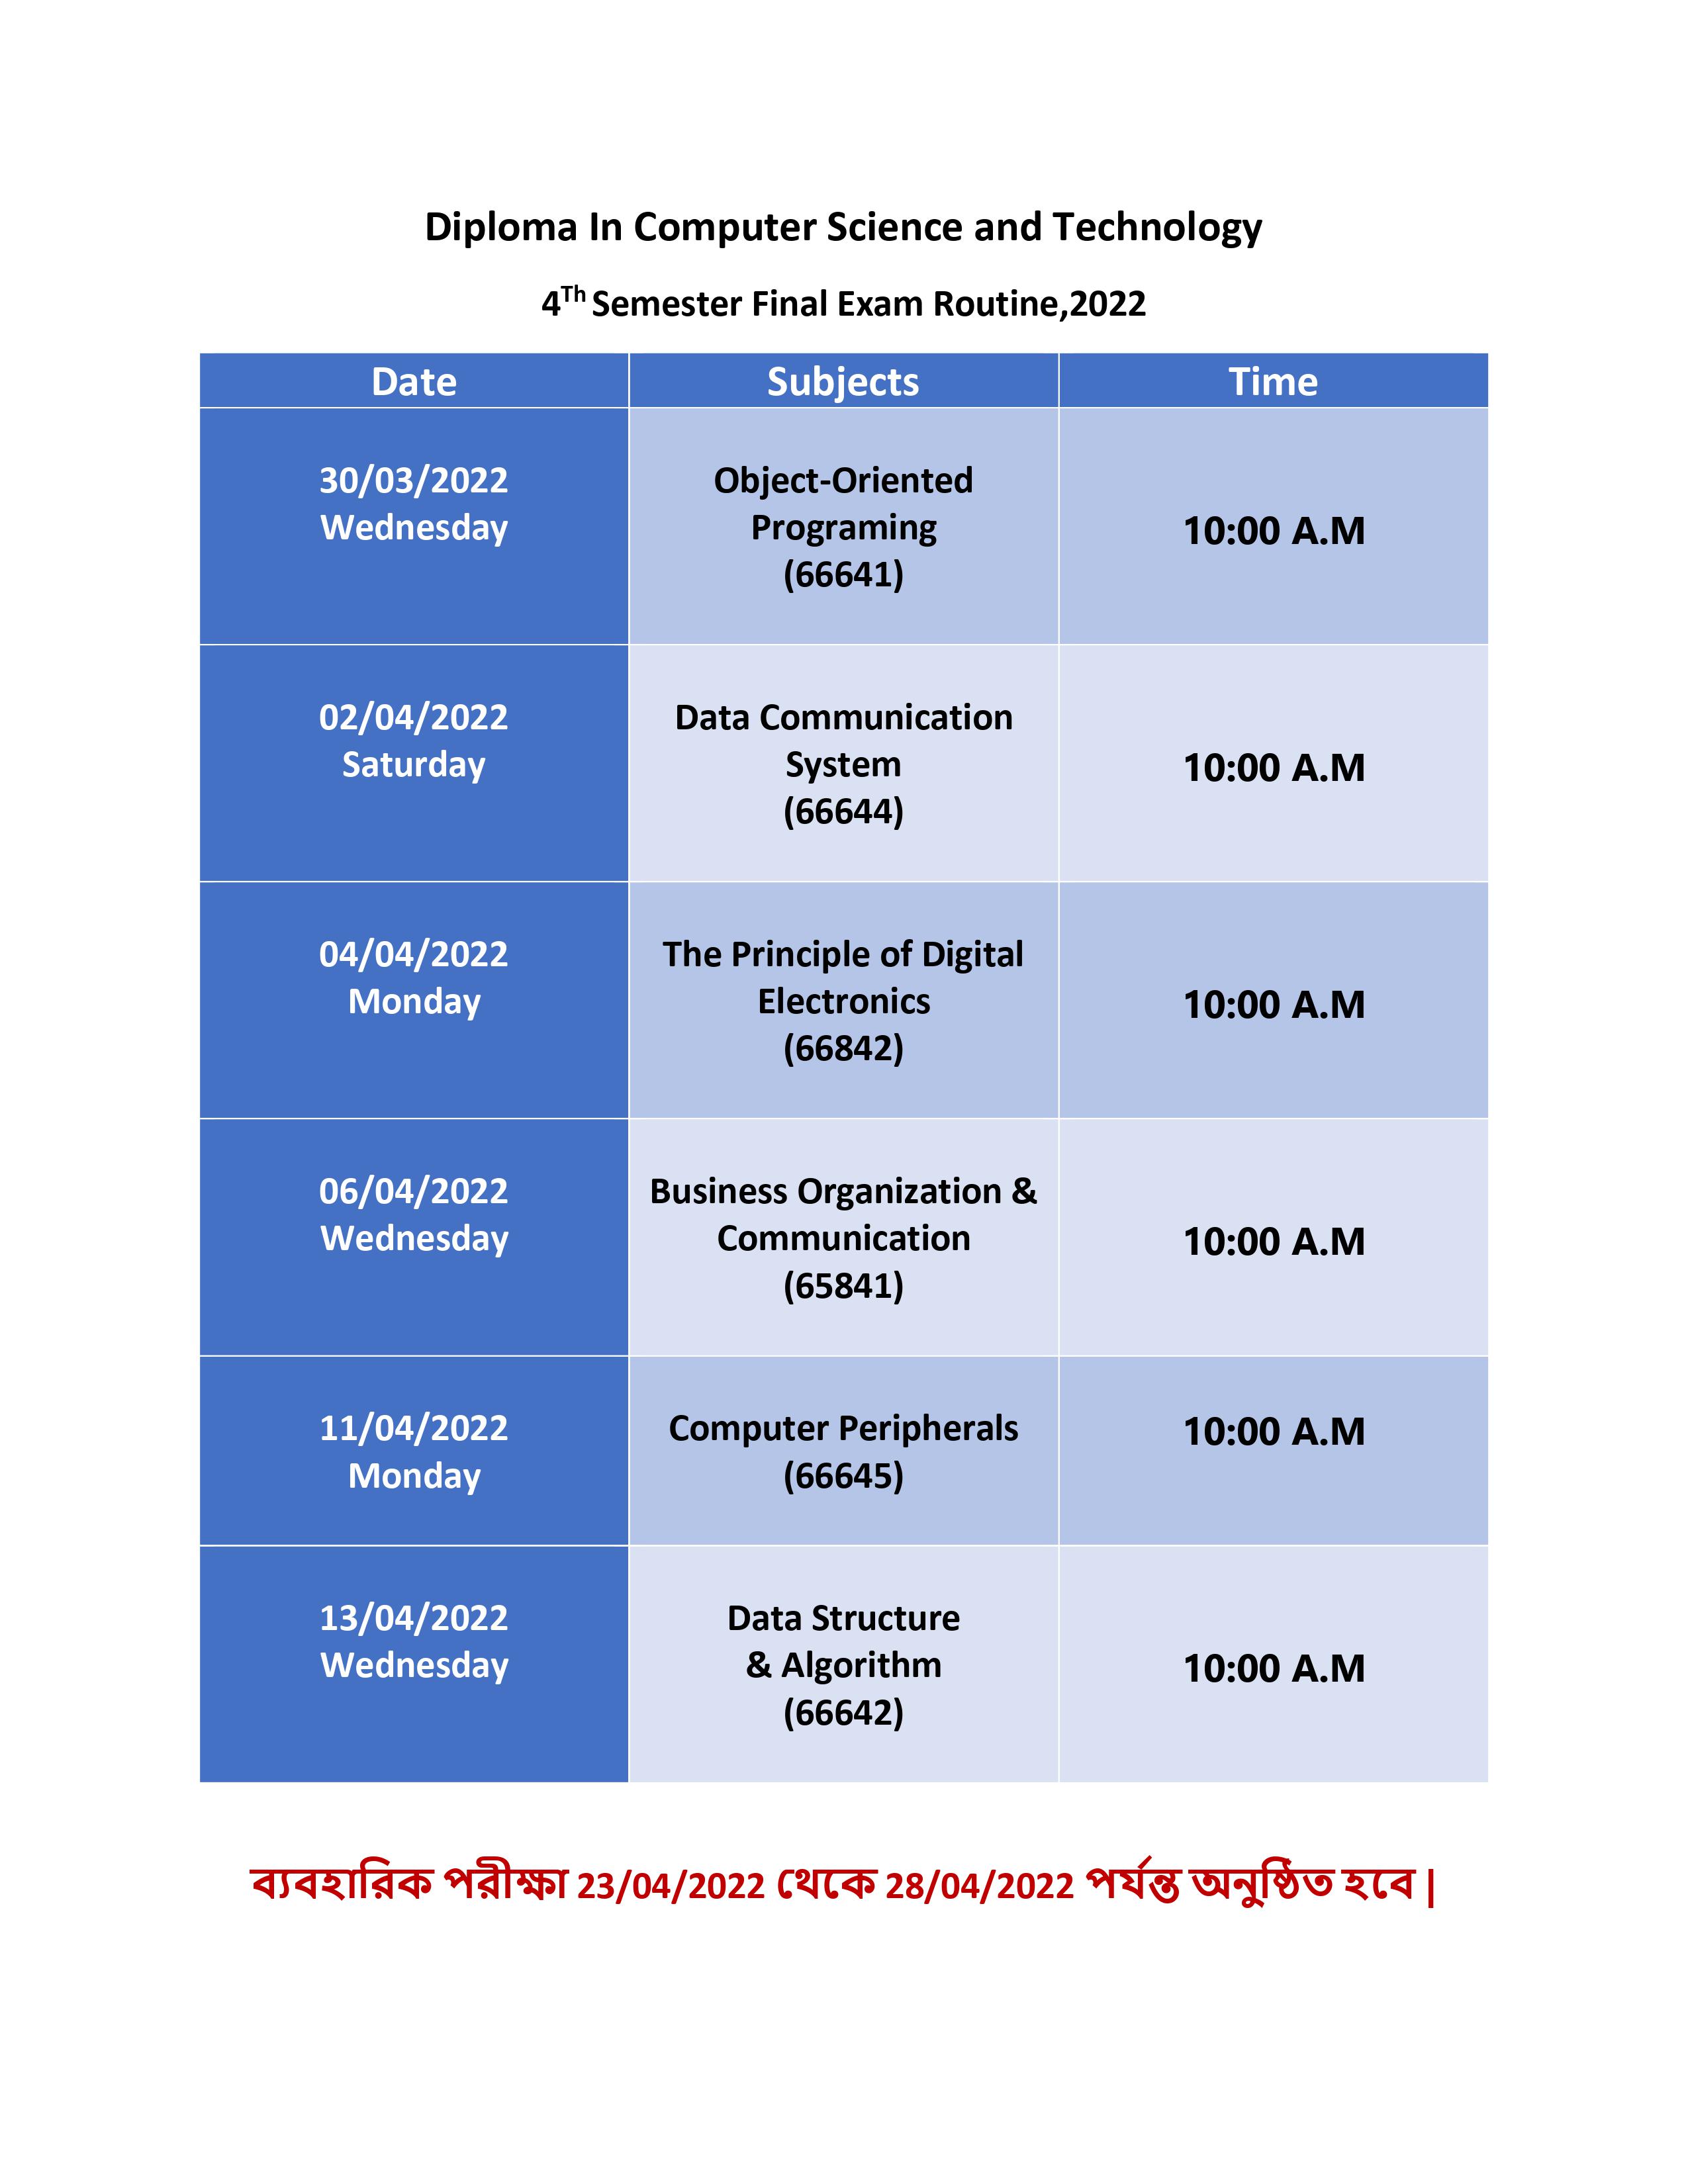 Diploma In Computer Science and Technology
4Th Semester Final Exam Routine,2022
Date Subjects Time
30/03/2022
Wednesday
Object-Oriented
Programing
(66641)
10:00 A.M
02/04/2022
Saturday
Data Communication
System
(66644)
10:00 A.M
04/04/2022
Monday
The Principle of Digital
Electronics
(66842)
10:00 A.M
06/04/2022
Wednesday
Business Organization &
Communication
(65841)
10:00 A.M
11/04/2022
Monday
Computer Peripherals
(66645)
10:00 A.M
13/04/2022
Wednesday
Data Structure
& Algorithm
(66642)
10:00 A.M
ব্যবহারিক পরীক্ষা 23/04/2022 থেকে 28/04/2022 পর্যন্ত অনুষ্ঠিত হবে |